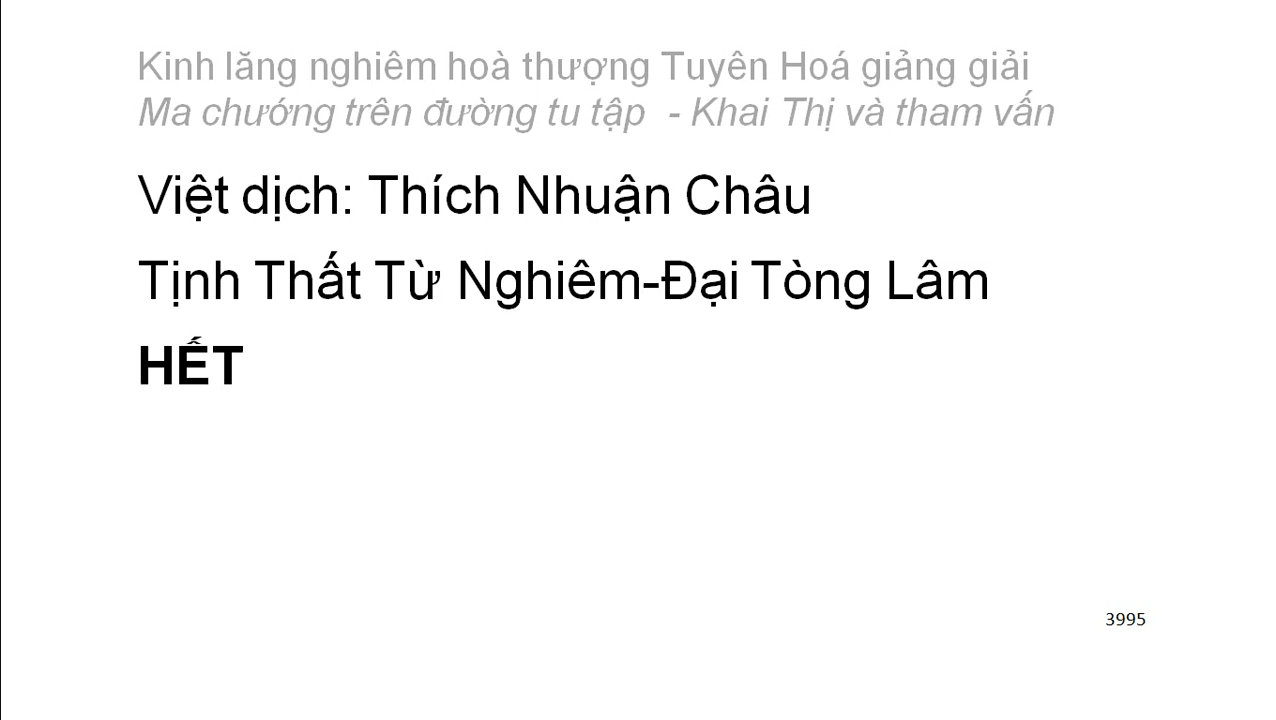 Kinh lăng nghiêm hoà thượng Tuyên Hoá giảng giải
Ma chướng trên đường tu tập  - Khai Thị và tham vấn
Việt dịch: Thích Nhuận Châu
Tịnh Thất Từ Nghiêm-Đại Tòng Lâm
HẾT
3995